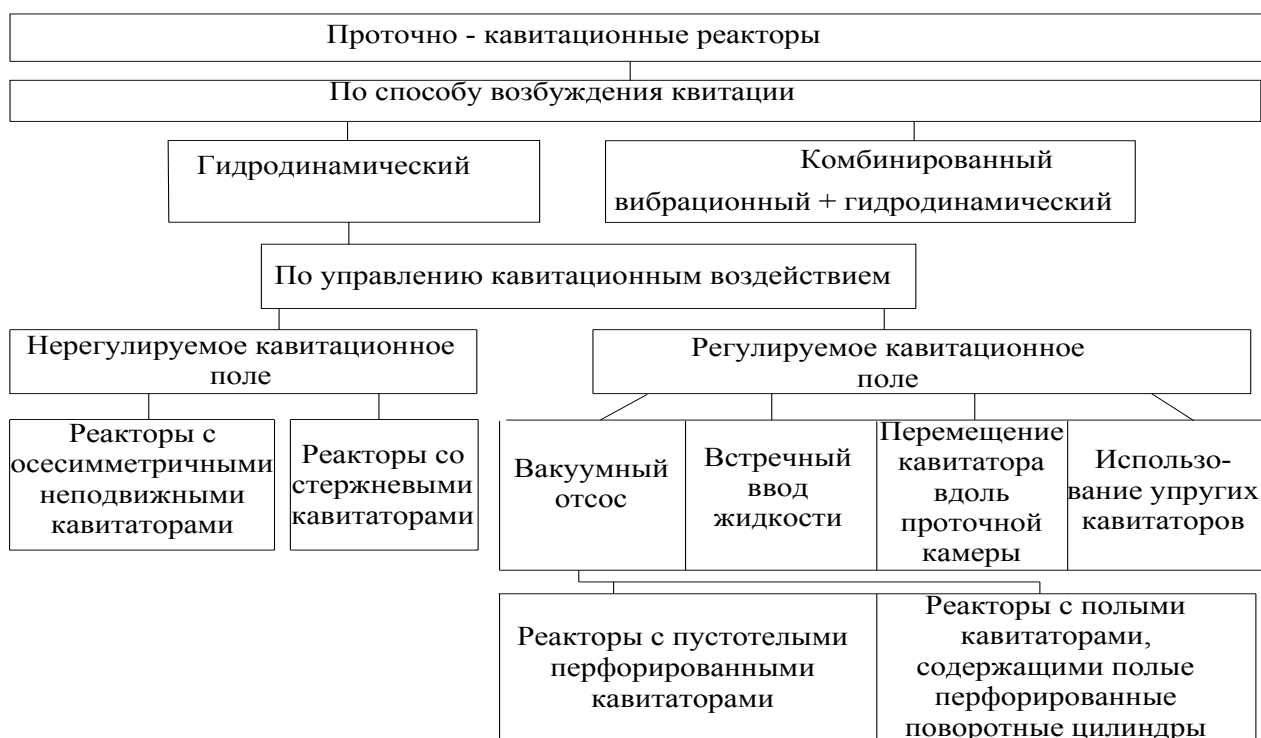 Проточно - кавитационные реакторы
По способу возбуждения квитации
Гидродинамический
Комбинированный
вибрационный + гидродинамический
По управлению кавитационным воздействием
Нерегулируемое кавитационное
поле
Регулируемое кавитационное
поле
Реакторы с
осесимметричными
неподвижными
кавитаторами
Реакторы со
стержневыми
кавитаторами
Вакуумный
отсос
Встречный
ввод
жидкости
Перемещение
кавитатора
вдоль
проточной
камеры
Использо-
вание упругих
кавитаторов
Реакторы с пустотелыми
перфорированными
кавитаторами
Реакторы с полыми
кавитаторами,
содержащими полые
перфорированные
поворотные цилиндры